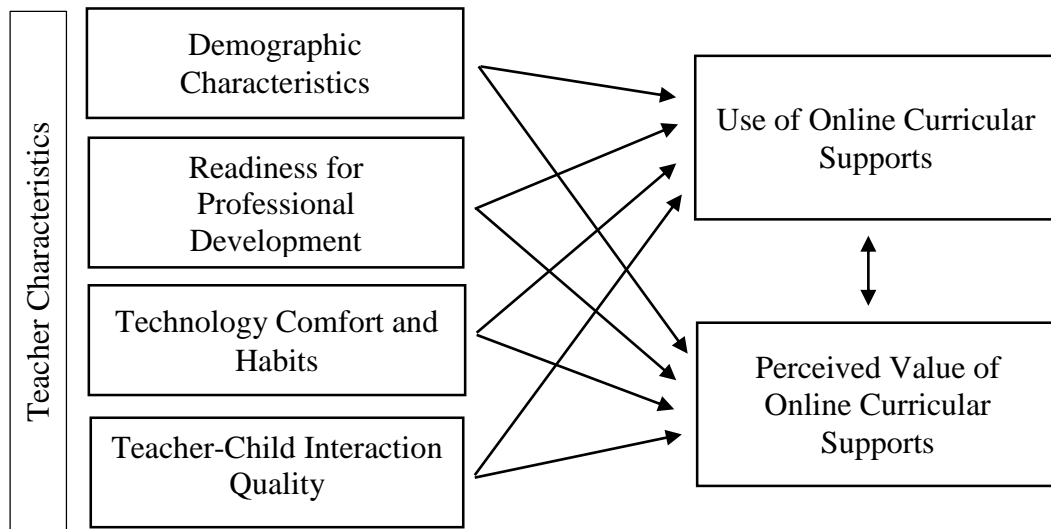 Teacher Characteristics
Demographic
Characteristics
Readiness for
Professional
Development
Technology Comfort and
Habits
Teacher-Child Interaction
Quality
Use of Online Curricular
Supports
Perceived Value of
Online Curricular
Supports